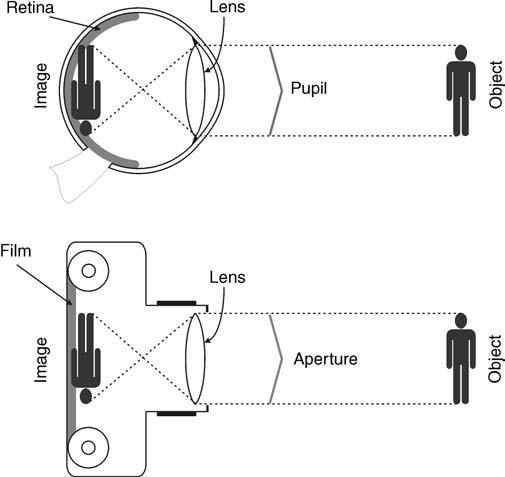 Retina
Lens
Image
Pupil
Object
Film
Lens
Image
Aperture
Object